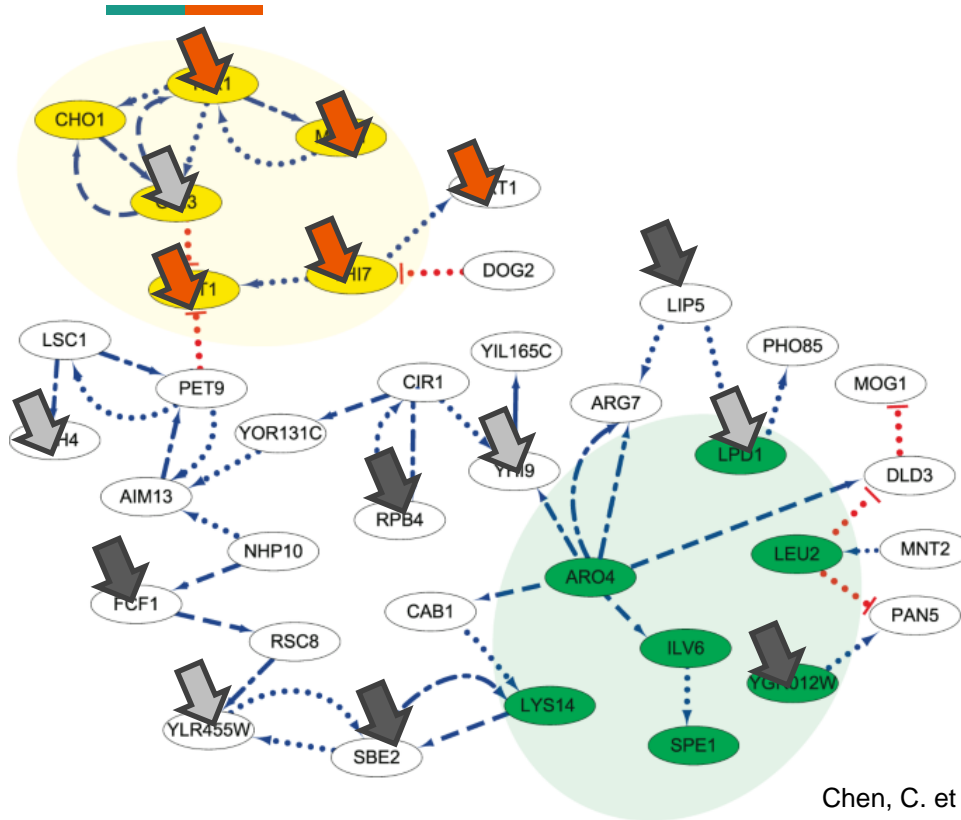 CHO1
DOG2
LIP5
LSC1
YIL165C
PHO85
MOG1
PET9
CIR1
ARG7
YOR131C
LPD1
DLD3
AIM13
RPB4
NHP10
LEU2
MNT2
ARO4
FCF1
CAB1
PAN5
RSC8
ILV6
LYS14
YLR455W
SPE1
SBE2
Chen, C. et